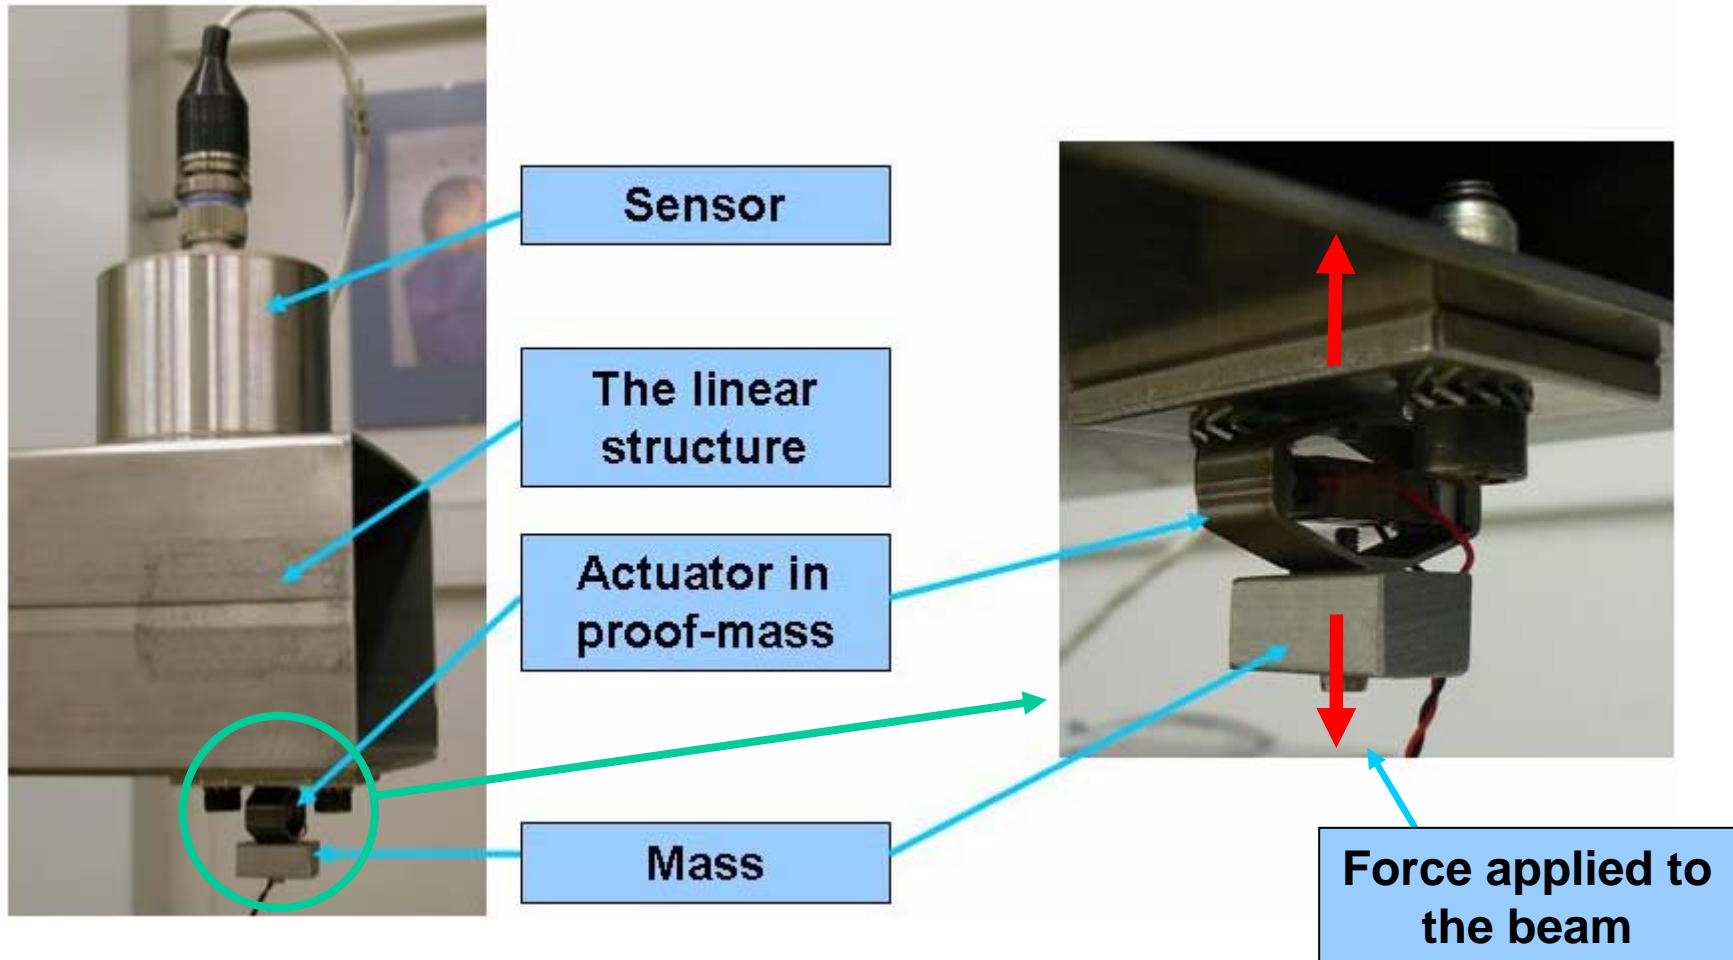 Sensor
The linear
structure
Actuator in
proof-mass
Mass
Force applied to
the beam